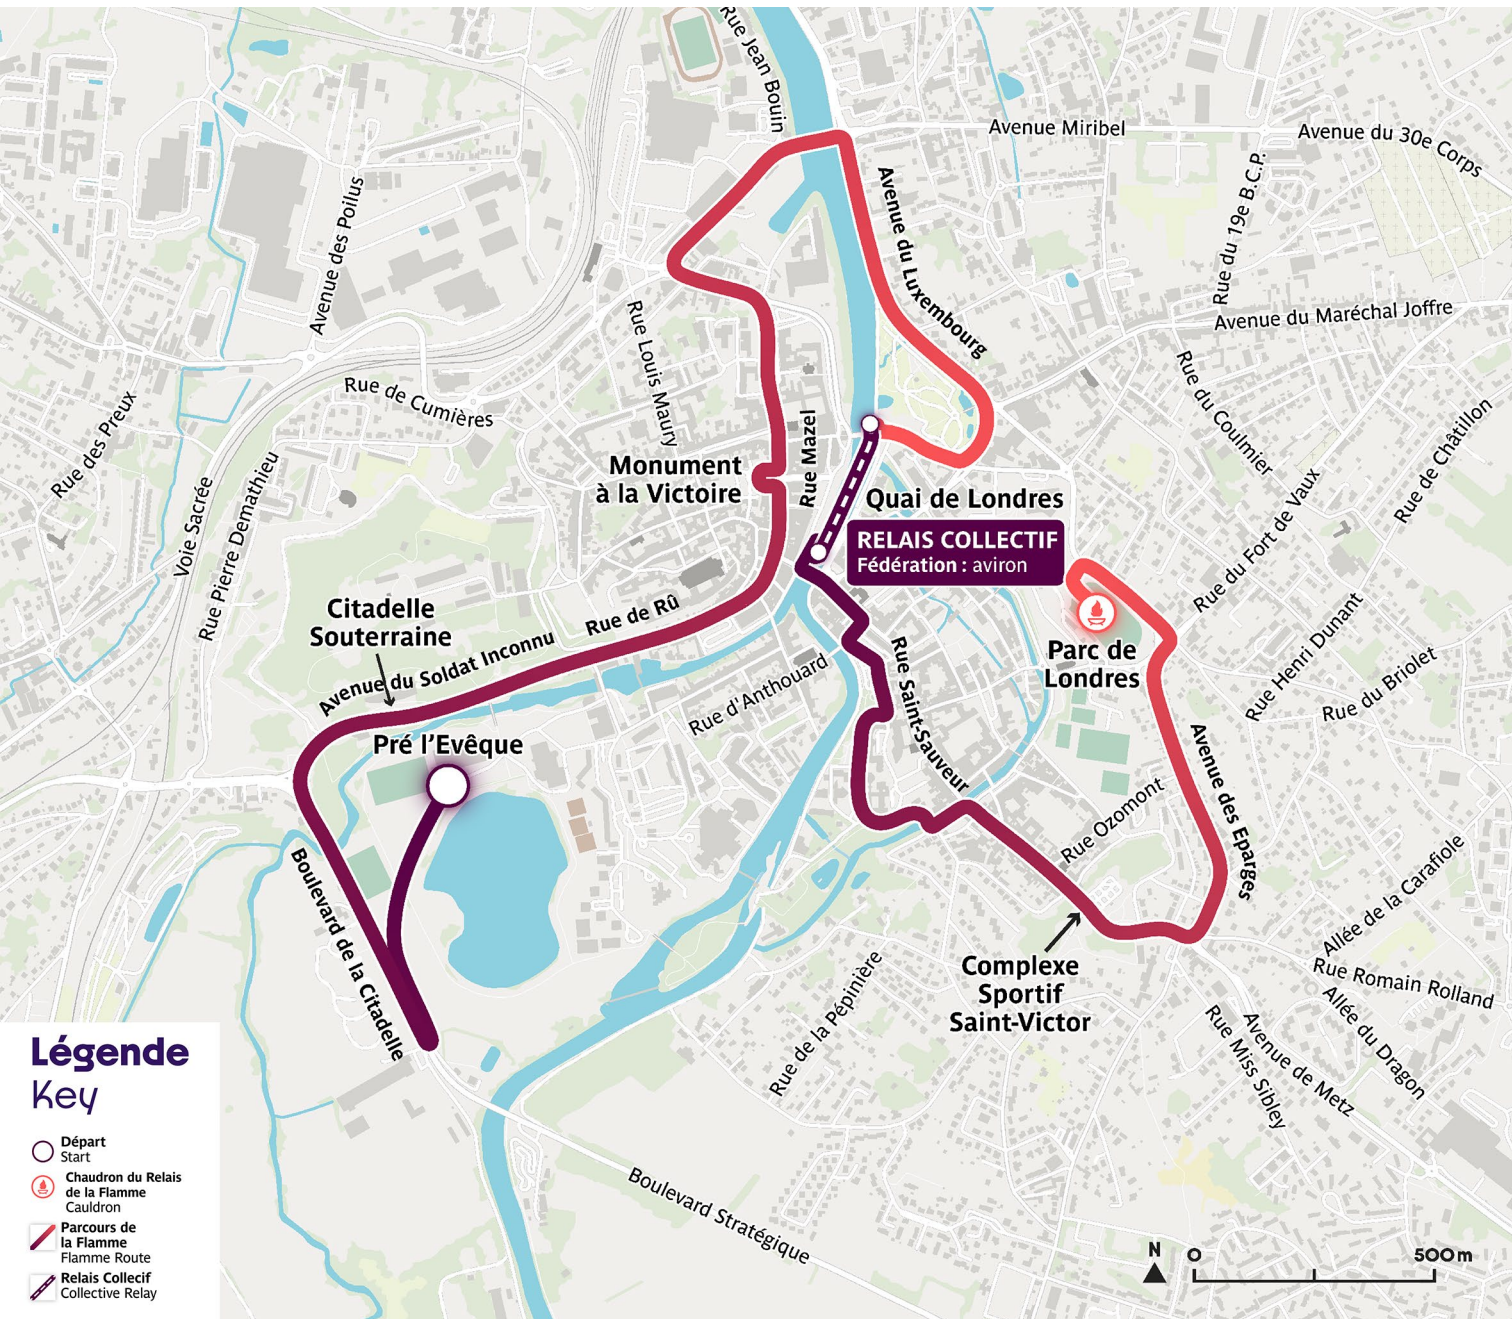 Rue Jean Bouin
Avenue Miribel
Avenue du 30e Corps
Rue du 19e B.C.P.
Avenue des Poilus
Avenue du Luxembourg
Avenue du Maréchal Joffre
Rue Louis Maury
Rue de Cumières
Rue des Preux
Rue Mazel
Rue du Coulmier
Rue de Châtillon
Monument
à la Victoire
Voie Sacrée
Rue Pierre Demathieu
Quai de Londres
RELAIS COLLECTIF
Fédération : aviron
Rue du Fort de Vaux
Citadelle
Souterraine
Rue de Rû
Avenue du Soldat Inconnu
Rue d'Anthouard
Rue Saint-Sauveur
Parc de
Londres
Rue Henri Dunant
Rue du Briolet
Pré l'Evêque
Avenue des Eparges
Rue Ozomont
Boulevard de la Citadelle
Allée de la Carafiole
Complexe
Sportif
Saint-Victor
Rue de la Pépinière
Rue Romain Rolland
Allée du Dragon
Avenue de Metz
Rue Miss Sibley
Boulevard Stratégique
Légende
Key
Départ
Start
Chaudron du Relais
de la Flamme
Cauldron
Parcours de
la Flamme
Flamme Route
Relais Collecif
Collective Relay
N 0 500 m